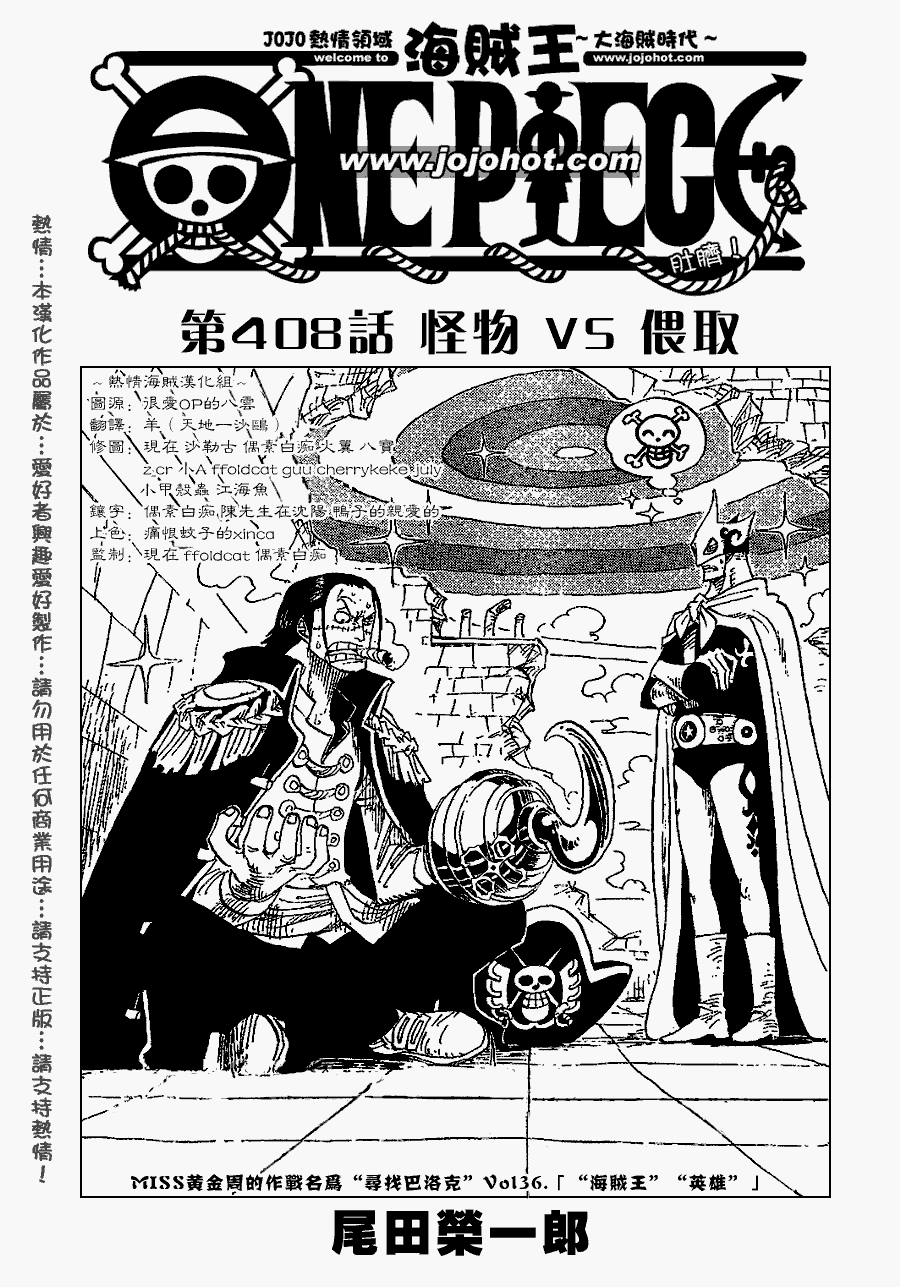 JOJO熱情領域 海賊王 ~大海賊時代~
welcome to www.jojohot.com
ONE PIECE
www.jojohot.com
肚臍!
第408話 怪物 VS 偎取
~熱情海賊漢化組~
圖源:浪愛OP的八雲
翻譯:羊(天地一沙鷗)
修圖:現在 沙勒古 偶素白痴 火翼 八寶
z cr 小A ffoldcat guu cherrykeke july
小甲殼蟲 江海魚
鑲字:偶素白痴 陳先生在沈陽 鴨子的親愛的
上色:痛恨蚊子的xinca
監制:現在 ffoldcat 偶素白痴
熱情…本漢化作品屬於…愛好者興趣愛好製作…請勿用於任何商業用途…請支持正版…請支持熱情!
MISS黄金周的作戰名爲“尋找巴洛克”Vol36.「“海賊王”“英雄”」
尾田榮一郎